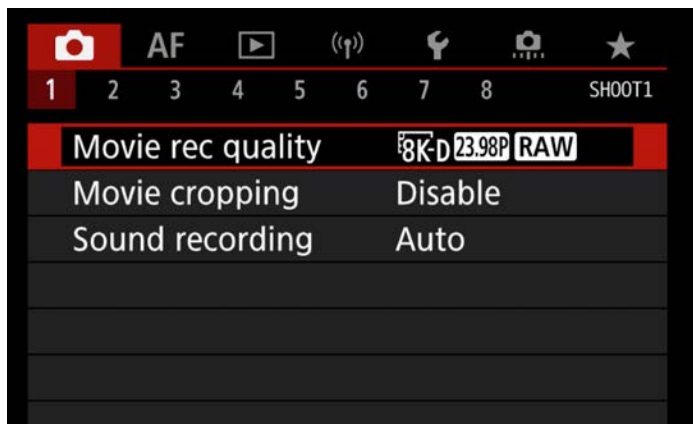 AF
1 2 3 4 5 6 7 8 SHOOT1
Movie rec quality 8K-D 23.98P RAW
Movie cropping Disable
Sound recording Auto